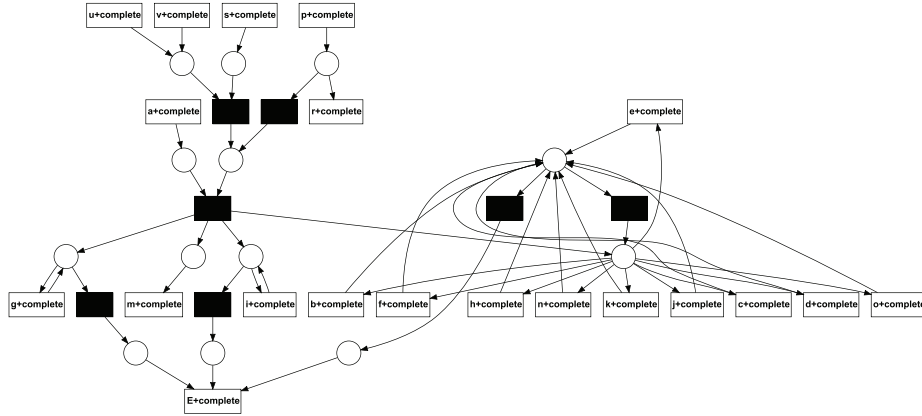 u+complete
v+complete
s+complete
p+complete
a+complete
r+complete
e+complete
g+complete
m+complete
i+complete
b+complete
f+complete
h+complete
n+complete
k+complete
j+complete
c+complete
d+complete
o+complete
E+complete